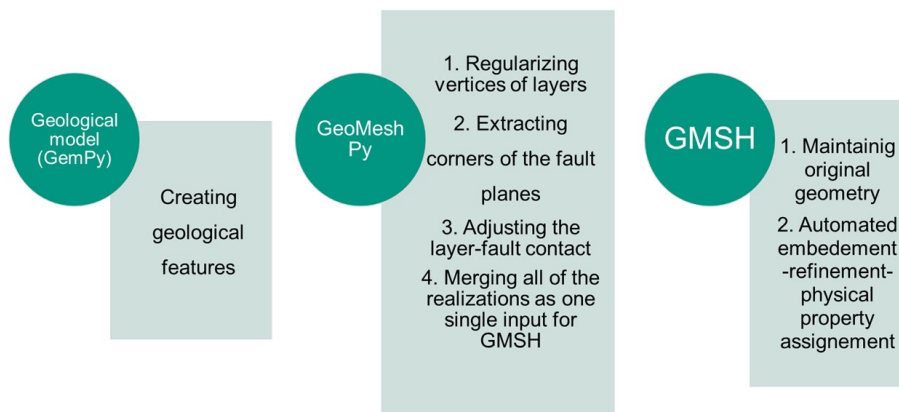 Geological
model
(GemPy)
Creating
geological
features
GeoMesh
Py
1. Regularizing
vertices of layers
2. Extracting
corners of the fault
planes
3. Adjusting the
layer-fault contact
4. Merging all of the
realizations as one
single input for
GMSH
GMSH
1. Maintainig
original
geometry
2. Automated
embedement
-refinement-
physical
property
assignement